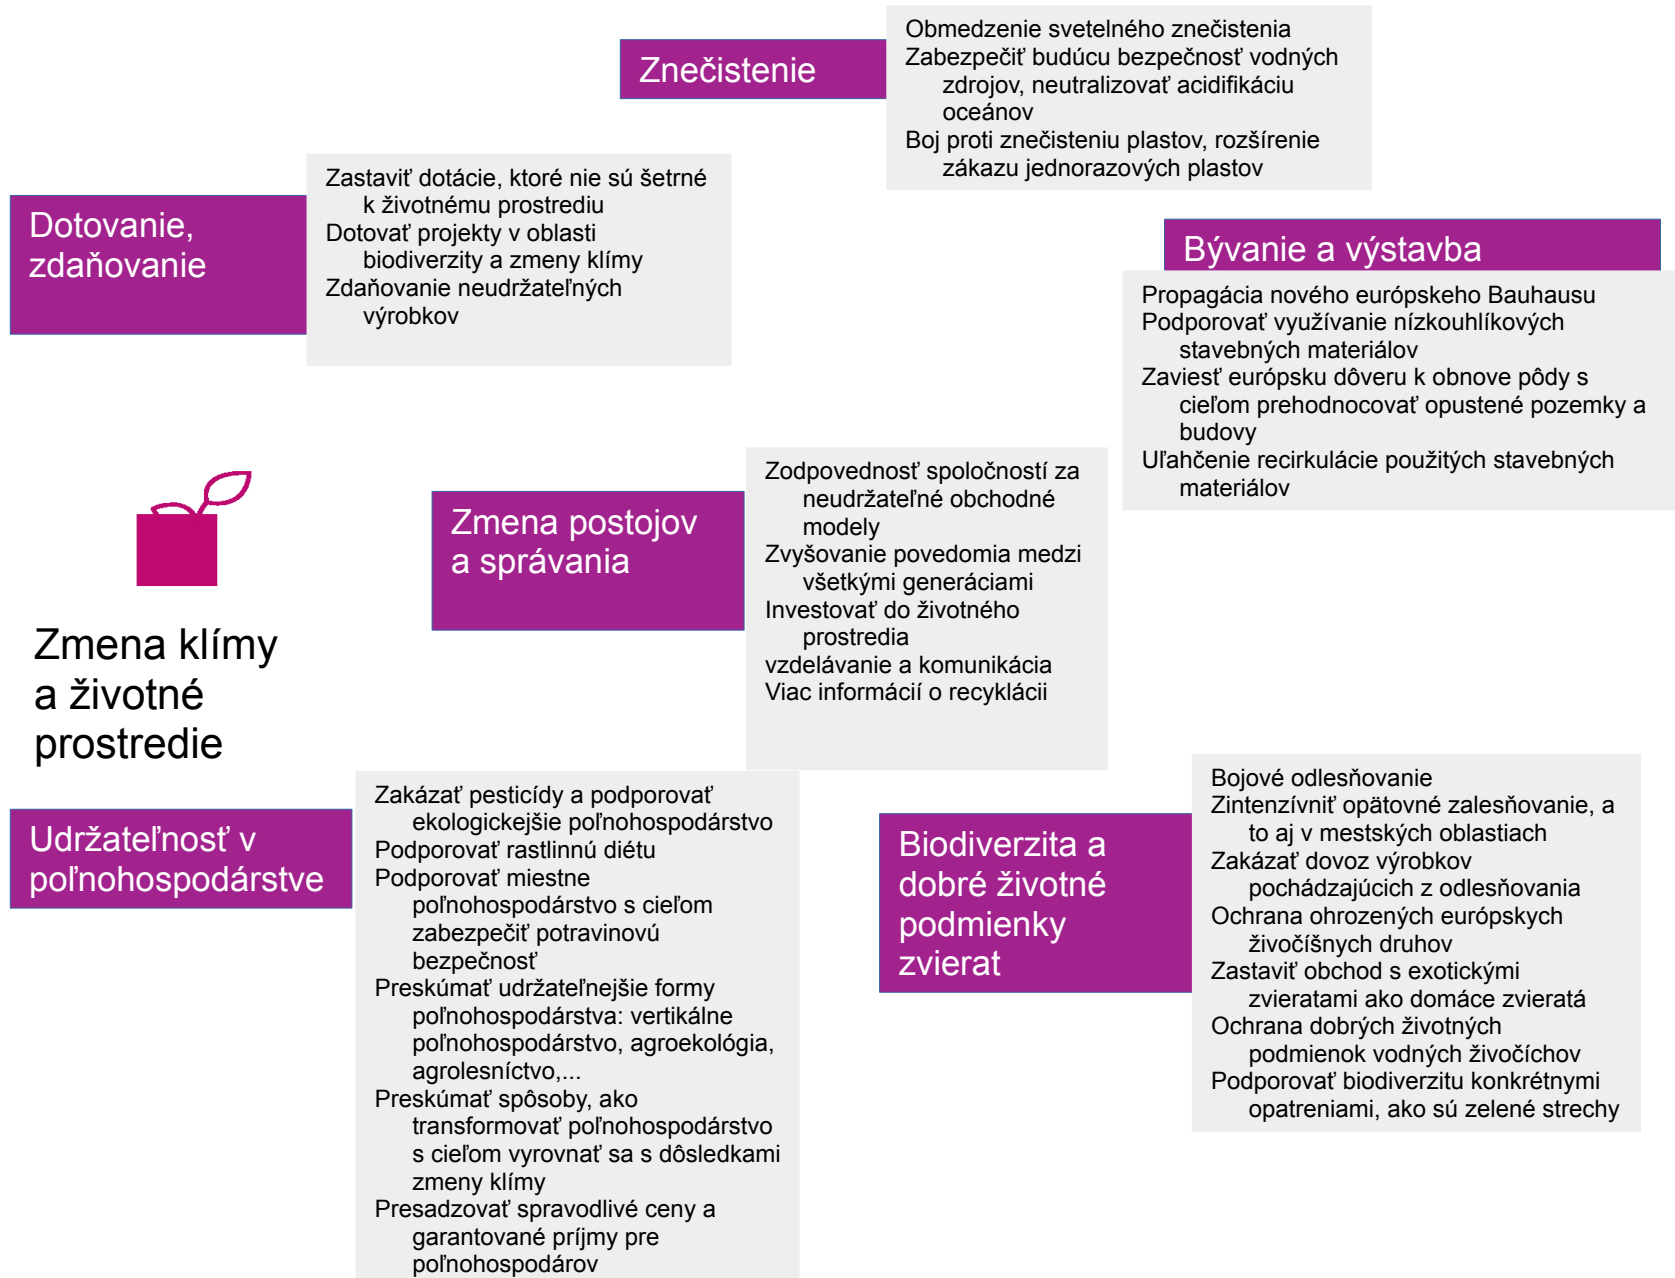 Znečistenie
Obmedzenie svetelného znečistenia
Zabezpečiť budúcu bezpečnosť vodných
zdrojov, neutralizovať acidifikáciu
oceánov
Boj proti znečisteniu plastov, rozšírenie
zákazu jednorazových plastov
Dotovanie,
zdaňovanie
Zastaviť dotácie, ktoré nie sú šetrné
k životnému prostrediu
Dotovať projekty v oblasti
biodiverzity a zmeny klímy
Zdaňovanie neudržateľných
výrobkov
Bývanie a výstavba
Propagácia nového európskeho Bauhausu
Podporovať využívanie nízkouhlíkových
stavebných materiálov
Zaviesť európsku dôveru k obnove pôdy s
cieľom prehodnocovať opustené pozemky a
budovy
Uľahčenie recirkulácie použitých stavebných
materiálov
Zmena postojov
a správania
Zodpovednosť spoločností za
neudržateľné obchodné
modely
Zvyšovanie povedomia medzi
všetkými generáciami
Investovať do životného
prostredia
vzdelávanie a komunikácia
Viac informácií o recyklácii
Zmena klímy
a životné
prostredie
Udržateľnosť v
poľnohospodárstve
Zakázať pesticídy a podporovať
ekologickejšie poľnohospodárstvo
Podporovať rastlinnú diétu
Podporovať miestne
poľnohospodárstvo s cieľom
zabezpečiť potravinovú
bezpečnosť
Preskúmať udržateľnejšie formy
poľnohospodárstva: vertikálne
poľnohospodárstvo, agroekológia,
agrolesníctvo,...
Preskúmať spôsoby, ako
transformovať poľnohospodárstvo
s cieľom vyrovnať sa s dôsledkami
zmeny klímy
Presadzovať spravodlivé ceny a
garantované príjmy pre
poľnohospodárov
Biodiverzita a
dobré životné
podmienky
zvierat
Bojové odlesňovanie
Zintenzívniť opätovné zalesňovanie, a
to aj v mestských oblastiach
Zakázať dovoz výrobkov
pochádzajúcich z odlesňovania
Ochrana ohrozených európskych
živočíšnych druhov
Zastaviť obchod s exotickými
zvieratami ako domáce zvieratá
Ochrana dobrých životných
podmienok vodných živočíchov
Podporovať biodiverzitu konkrétnymi
opatreniami, ako sú zelené strechy